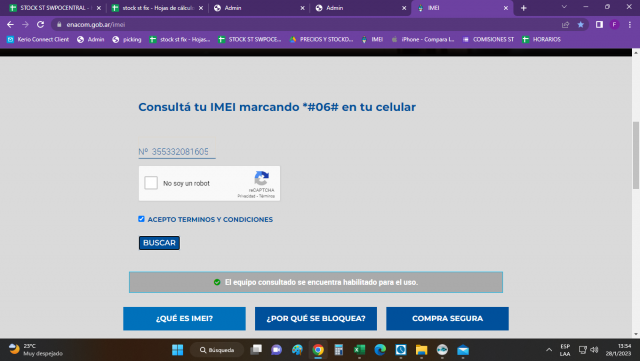 STOCK ST SWPOCENTRAL -
stock st fix - Hojas de cálculo
Admin
Admin
IMEI
enacom.gob.ar/imei
Kerio Connect Client
Admin
picking
stock st fix - Hojas...
STOCK ST SWPOCE...
PRECIOS Y STOCKD...
IMEI
iPhone - Compara l...
COMISIONES ST
HORARIOS
Consultá tu IMEI marcando *#06# en tu celular
Nº 355332081605
No soy un robot
reCAPTCHA
Privacidad - Términos
ACEPTO TERMINOS Y CONDICIONES
BUSCAR
El equipo consultado se encuentra habilitado para el uso.
¿QUÉ ES IMEI?
¿POR QUÉ SE BLOQUEA?
COMPRA SEGURA
23°C
Muy despejado
Búsqueda
ESP
LAA
13:54
28/1/2023